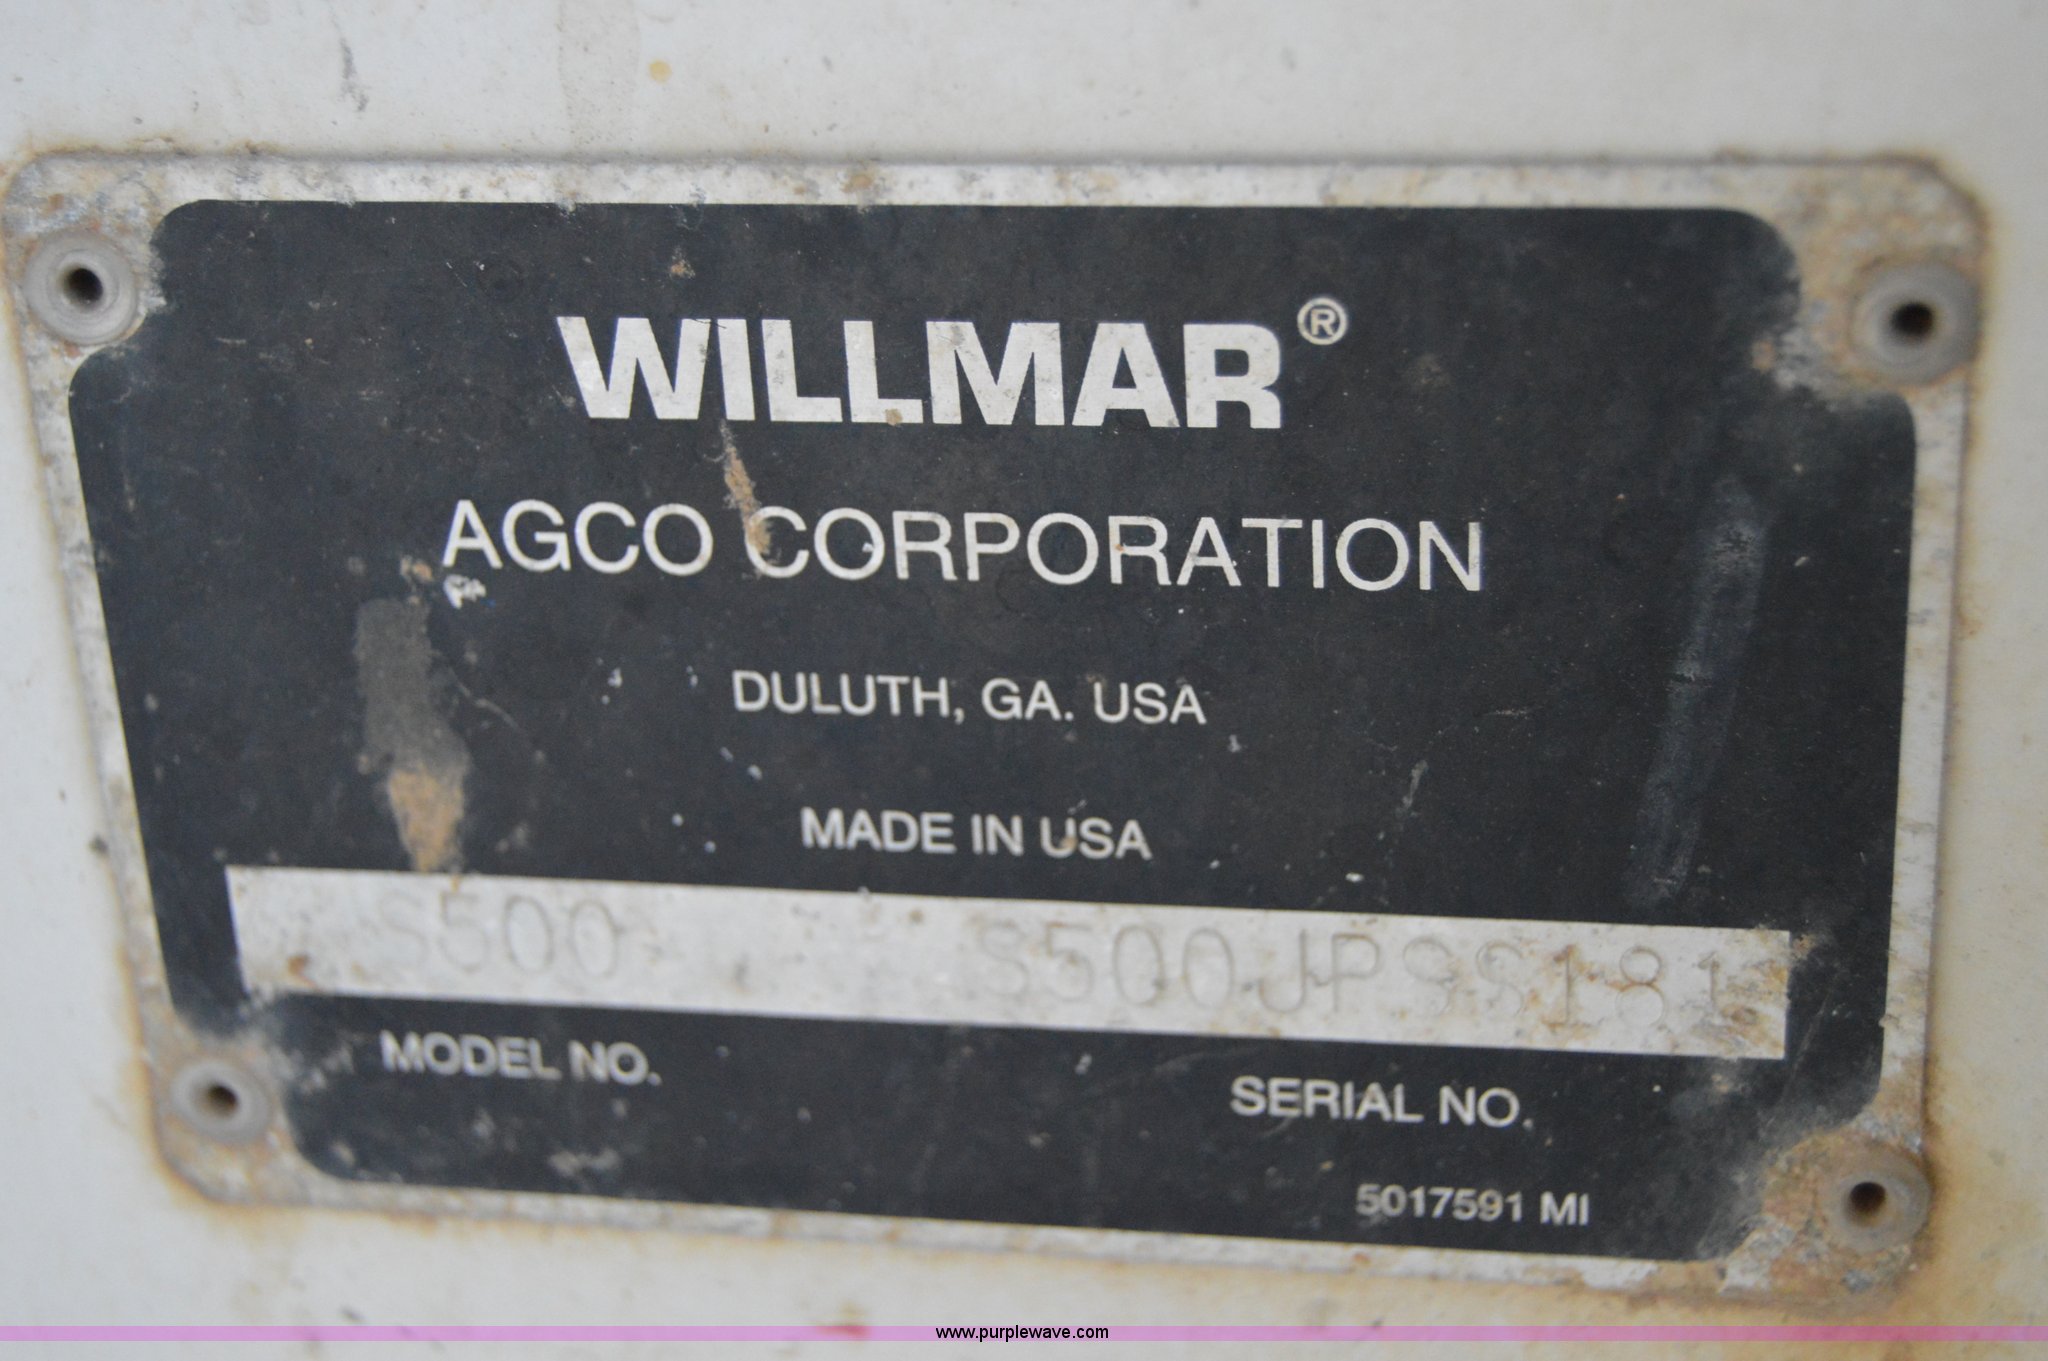 WILLMAR®
AGCO CORPORATION
DULUTH, GA. USA
MADE IN USA
S500 S500JP9S181
MODEL NO.
SERIAL NO.
5017591 MI
www.purplewave.com